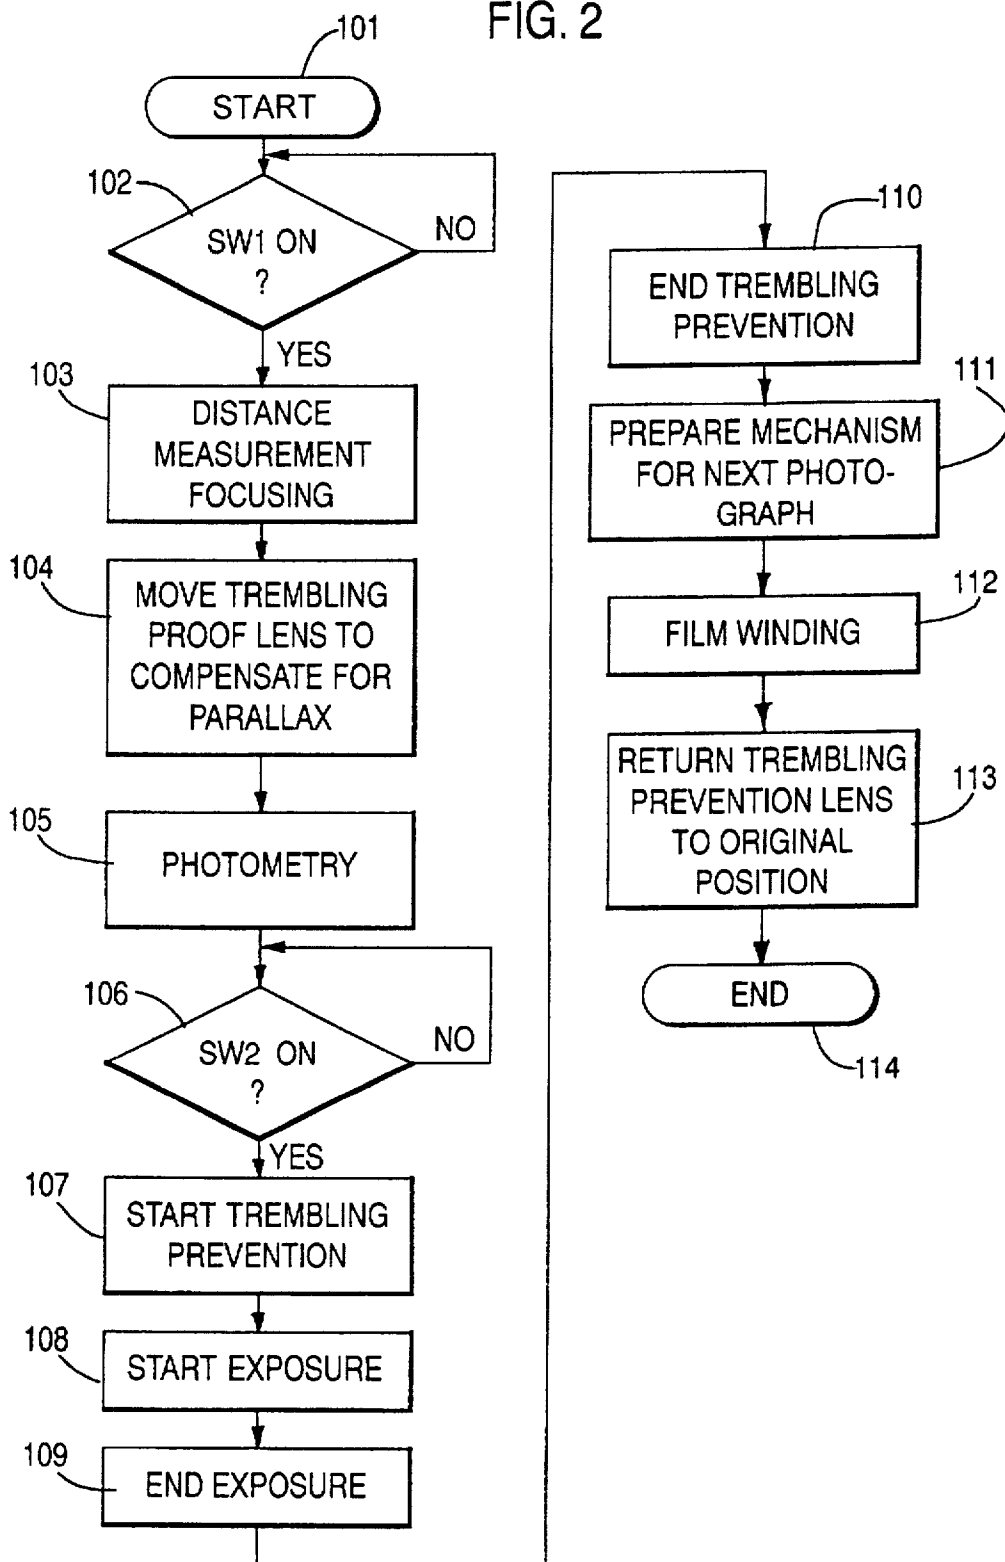 FIG. 2
101
START
102
SW1 ON
?
NO
YES
103
DISTANCE
MEASUREMENT
FOCUSING
104
MOVE TREMBLING
PROOF LENS TO
COMPENSATE FOR
PARALLAX
105
PHOTOMETRY
106
SW2 ON
?
NO
YES
107
START TREMBLING
PREVENTION
108
START EXPOSURE
109
END EXPOSURE
110
END TREMBLING
PREVENTION
111
PREPARE MECHANISM
FOR NEXT PHOTO-
GRAPH
112
FILM WINDING
113
RETURN TREMBLING
PREVENTION LENS
TO ORIGINAL
POSITION
END
114